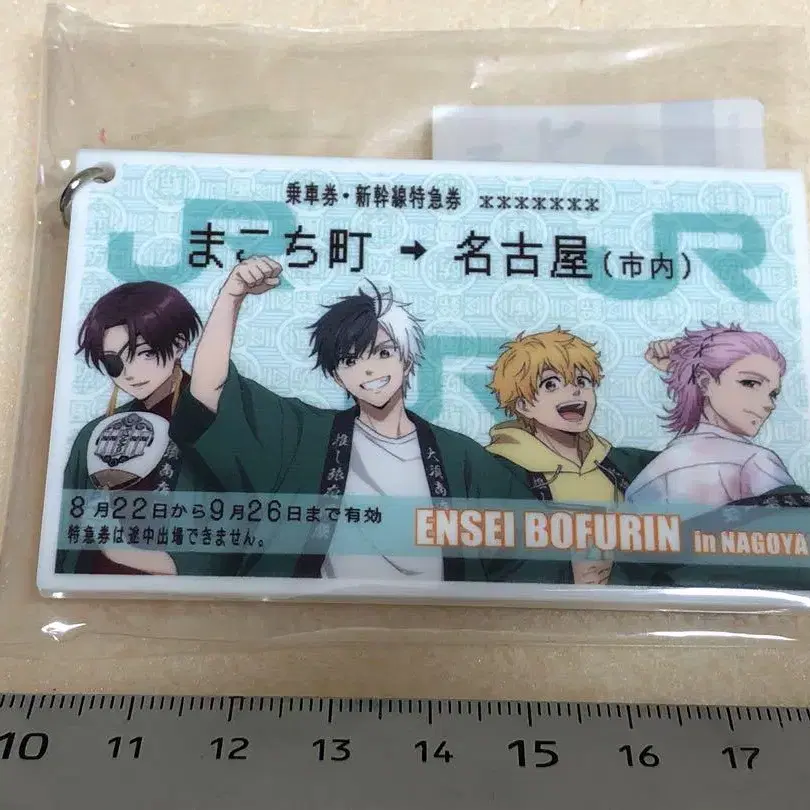 乗車券・新幹線特急券 *******
まこち町 → 名古屋(市内)
JR JR
JR
8月22日から9月26日まで有効
特急券は途中出場できません。
ENSEI BOFURIN in NAGOYA
10 11 12 13 14 15 16 17